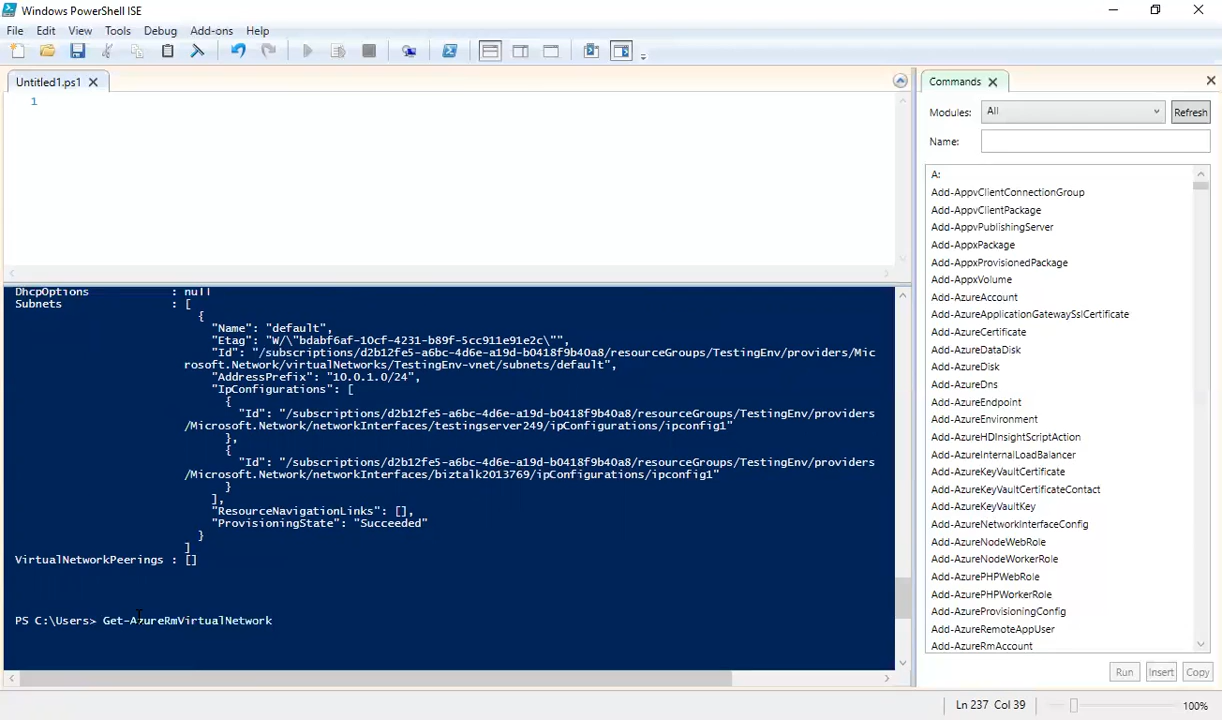 Windows PowerShell ISE
File Edit View Tools Debug Add-ons Help
Untitled1.ps1
1
DhcpOptions : null
Subnets : [
{
"Name": "default",
"Etag": "W/\"bdabf6af-10cf-4231-b89f-5cc911e91e2c\"",
"Id": "/subscriptions/d2b12fe5-a6bc-4d6e-a19d-b0418f9b40a8/resourceGroups/TestingEnv/providers/Mic
rosoft.Network/virtualNetworks/TestingEnv-vnet/subnets/default",
"AddressPrefix": "10.0.1.0/24",
"IpConfigurations": [
{
"Id": "/subscriptions/d2b12fe5-a6bc-4d6e-a19d-b0418f9b40a8/resourceGroups/TestingEnv/providers
/Microsoft.Network/networkInterfaces/testingserver249/ipConfigurations/ipconfig1"
},
{
"Id": "/subscriptions/d2b12fe5-a6bc-4d6e-a19d-b0418f9b40a8/resourceGroups/TestingEnv/providers
/Microsoft.Network/networkInterfaces/biztalk2013769/ipConfigurations/ipconfig1"
}
],
"ResourceNavigationLinks": [],
"ProvisioningState": "Succeeded"
}
]
VirtualNetworkPeerings : []
PS C:\Users> Get-AzureRmVirtualNetwork
Commands
Modules: All Refresh
Name:
A:
Add-AppvClientConnectionGroup
Add-AppvClientPackage
Add-AppvPublishingServer
Add-AppxPackage
Add-AppxProvisionedPackage
Add-AppxVolume
Add-AzureAccount
Add-AzureApplicationGatewaySslCertificate
Add-AzureCertificate
Add-AzureDataDisk
Add-AzureDisk
Add-AzureDns
Add-AzureEndpoint
Add-AzureEnvironment
Add-AzureHDInsightScriptAction
Add-AzureInternalLoadBalancer
Add-AzureKeyVaultCertificate
Add-AzureKeyVaultCertificateContact
Add-AzureKeyVaultKey
Add-AzureNetworkInterfaceConfig
Add-AzureNodeWebRole
Add-AzureNodeWorkerRole
Add-AzurePHPWebRole
Add-AzurePHPWorkerRole
Add-AzureProvisioningConfig
Add-AzureRemoteAppUser
Add-AzureRmAccount
Run Insert Copy
Ln 237 Col 39 100%